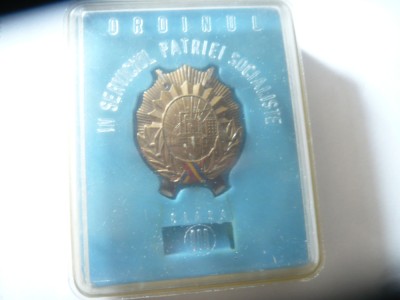 ORDINUL
IN SERVICIUL PATRIEI SOCIALISTE
CLASA
III